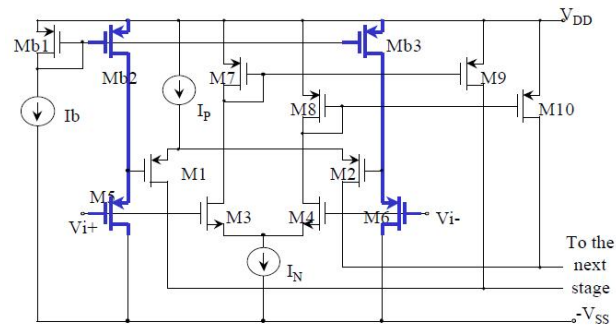 V_DD
Mb1
Mb2
Mb3
M7
M9
Ib
I_P
M8
M10
M1
M2
M5
M3
M4
M6
Vi+
Vi-
I_N
To the
next
stage
-V_SS